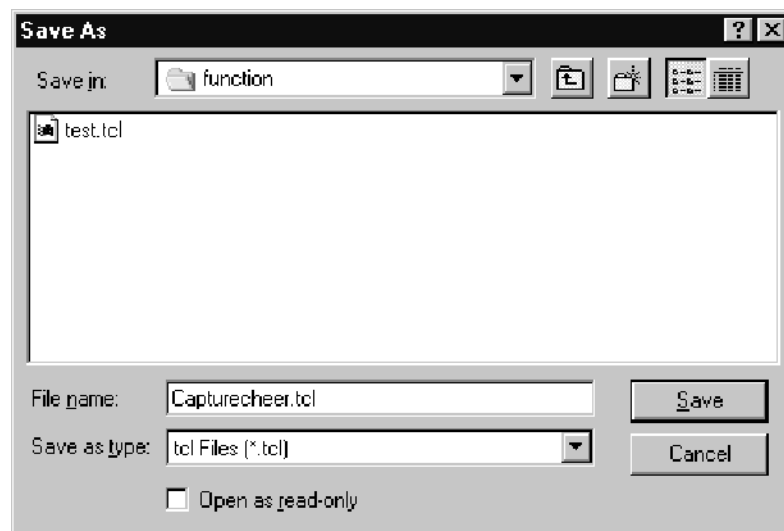 Save As
Save in:
function
test.tcl
File name:
Capturecheer.tcl
Save
Save as type:
tcl Files (*.tcl)
Cancel
Open as read-only